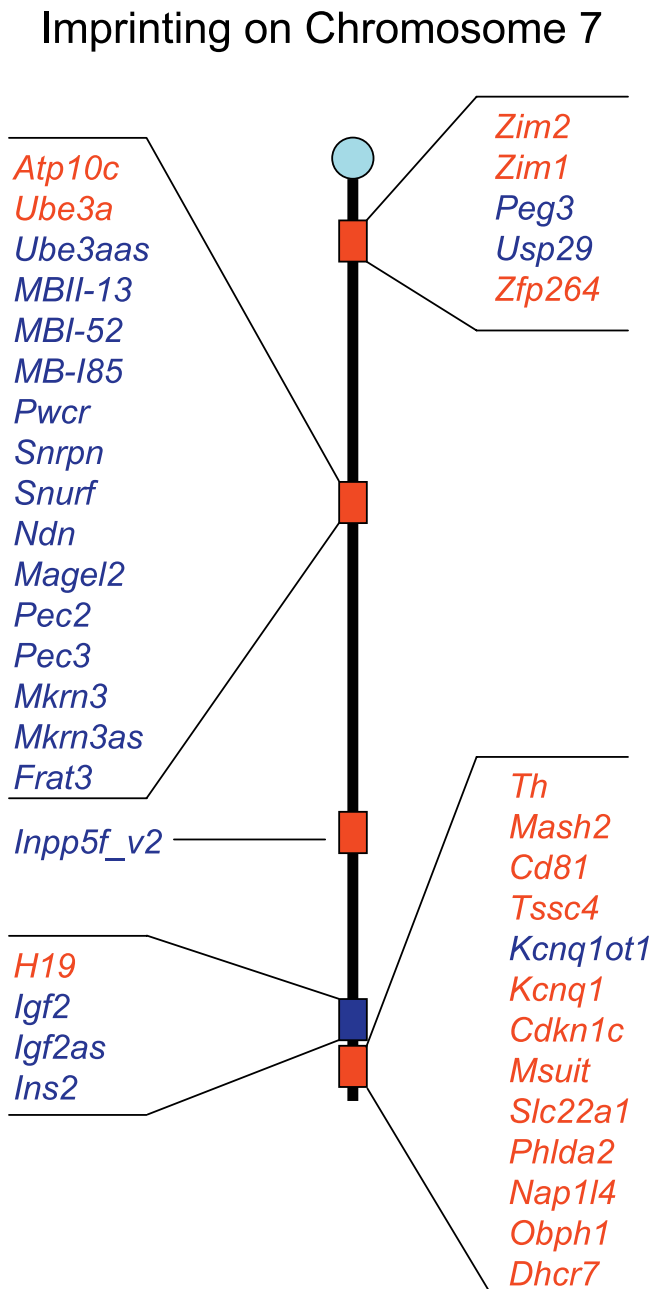 Imprinting on Chromosome 7
Atp10c
Ube3a
Ube3aas
MBII-13
MBI-52
MB-I85
Pwcr
Snrpn
Snurf
Ndn
Magel2
Pec2
Pec3
Mkrn3
Mkrn3as
Frat3
Inpp5f_v2
H19
Igf2
Igf2as
Ins2
Zim2
Zim1
Peg3
Usp29
Zfp264
Th
Mash2
Cd81
Tssc4
Kcnq1ot1
Kcnq1
Cdkn1c
Msuit
Slc22a1
Phlda2
Nap1l4
Obph1
Dhcr7